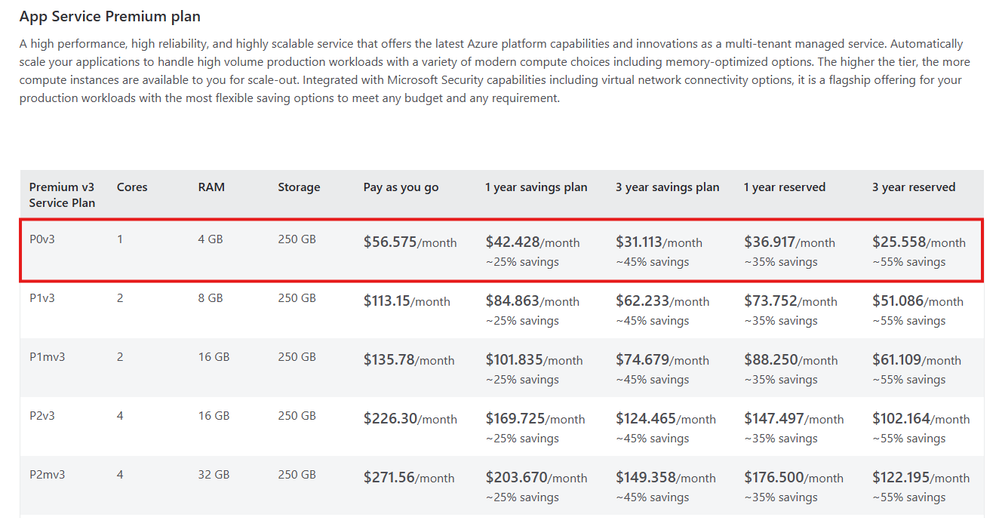 App Service Premium plan
A high performance, high reliability, and highly scalable service that offers the latest Azure platform capabilities and innovations as a multi-tenant managed service. Automatically
scale your applications to handle high volume production workloads with a variety of modern compute choices including memory-optimized options. The higher the tier, the more
compute instances are available to you for scale-out. Integrated with Microsoft Security capabilities including virtual network connectivity options, it is a flagship offering for your
production workloads with the most flexible saving options to meet any budget and any requirement.
Premium v3 Cores RAM Storage Pay as you go 1 year savings plan 3 year savings plan 1 year reserved 3 year reserved
Service Plan
P0v3 1 4 GB 250 GB $56.575/month $42.428/month $31.113/month $36.917/month $25.558/month
~25% savings ~45% savings ~35% savings ~55% savings
P1v3 2 8 GB 250 GB $113.15/month $84.863/month $62.233/month $73.752/month $51.086/month
~25% savings ~45% savings ~35% savings ~55% savings
P1mv3 2 16 GB 250 GB $135.78/month $101.835/month $74.679/month $88.250/month $61.109/month
~25% savings ~45% savings ~35% savings ~55% savings
P2v3 4 16 GB 250 GB $226.30/month $169.725/month $124.465/month $147.497/month $102.164/month
~25% savings ~45% savings ~35% savings ~55% savings
P2mv3 4 32 GB 250 GB $271.56/month $203.670/month $149.358/month $176.500/month $122.195/month
~25% savings ~45% savings ~35% savings ~55% savings